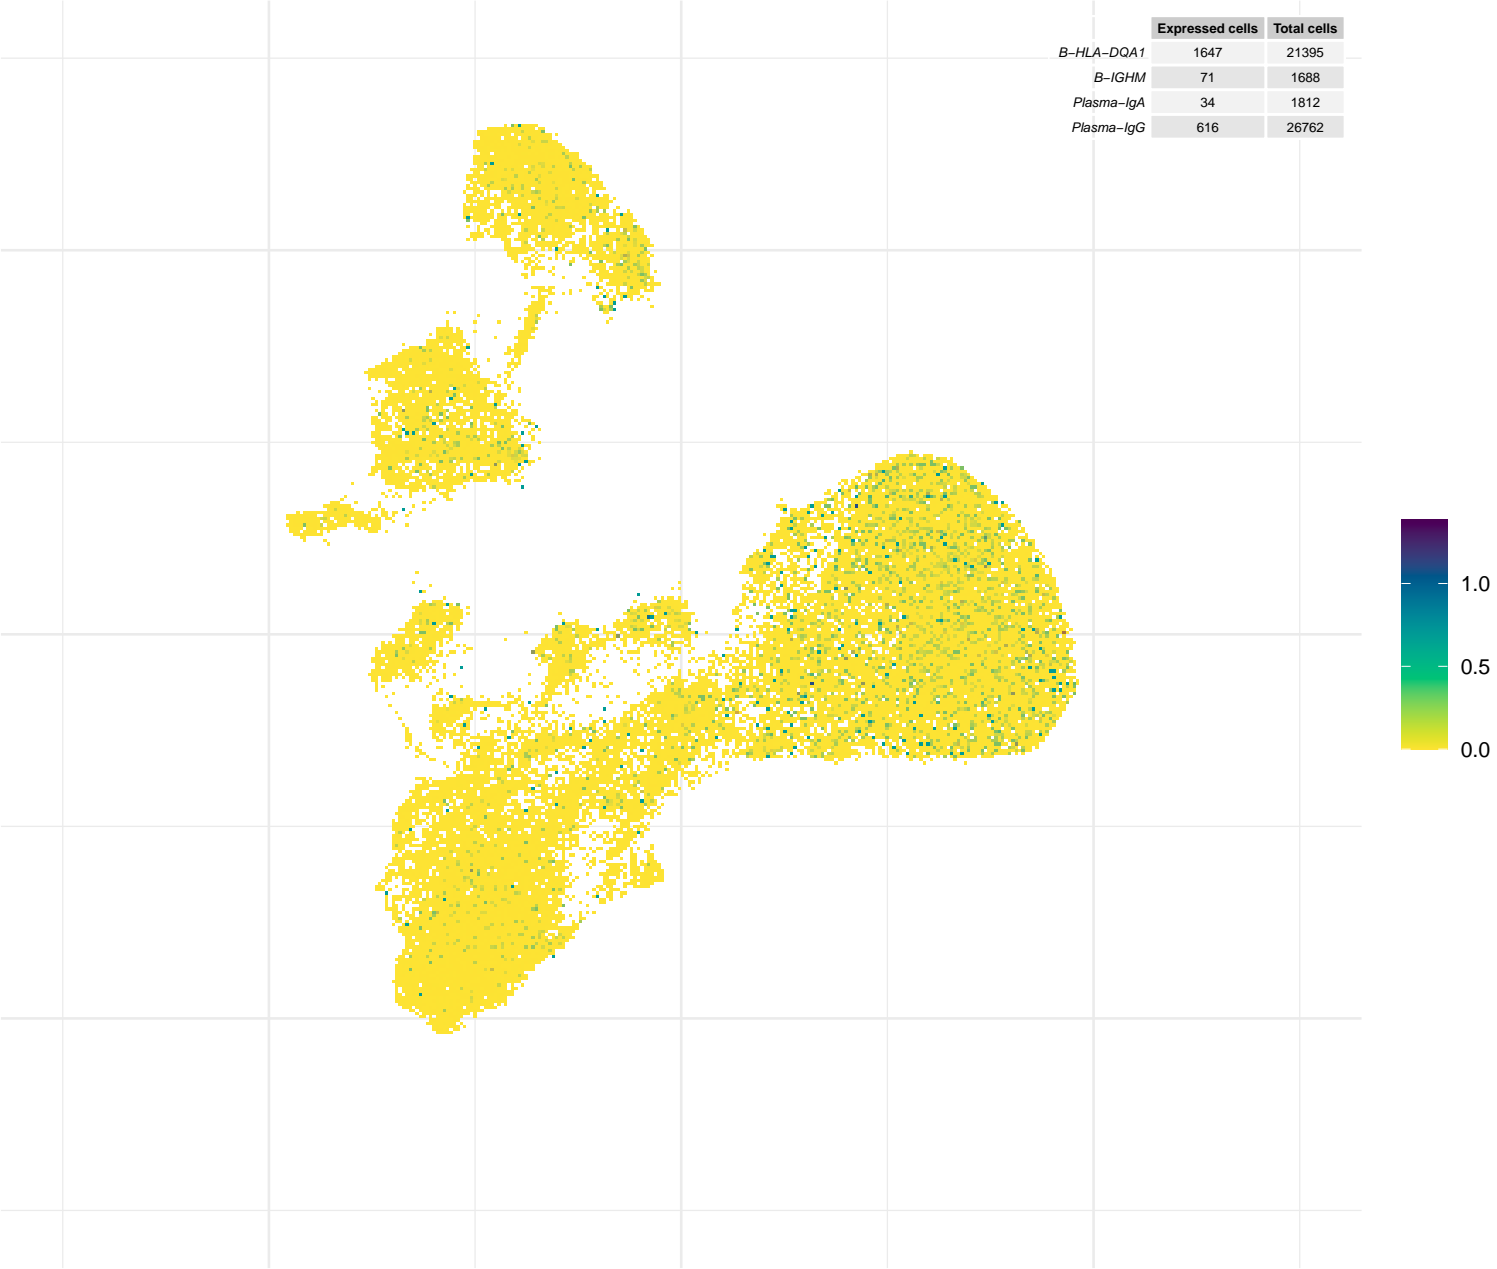 Expressed cells Total cells
B−HLA−DQA1 1647 21395
B−IGHM 71 1688
Plasma−IgA 34 1812
Plasma−IgG 616 26762
1.0
0.5
0.0